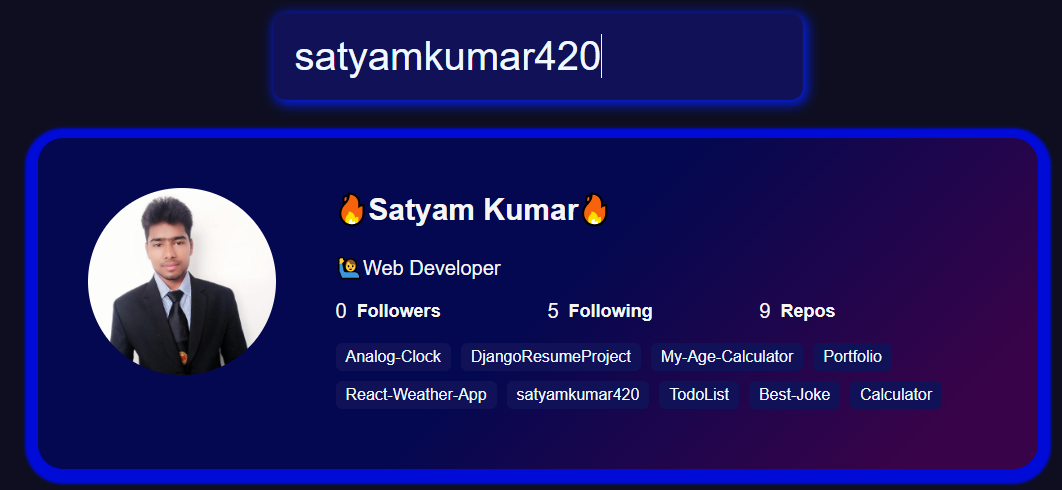 satyamkumar420
🔥Satyam Kumar🔥
🙋‍♂️Web Developer
0 Followers 5 Following 9 Repos
Analog-Clock DjangoResumeProject My-Age-Calculator Portfolio
React-Weather-App satyamkumar420 TodoList Best-Joke Calculator